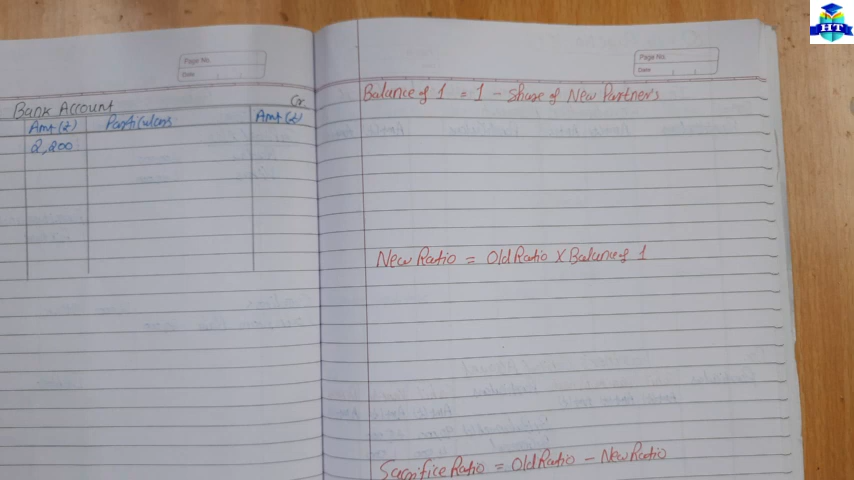 HT
Page No.
Date
Bank Account
Cr.
Amt (₹) Particulars Amt (₹)
2,200
Page No.
Date
Balance of 1 = 1 - Share of New Partners
New Ratio = Old Ratio X Balance of 1
Sacrifice Ratio = Old Ratio - New Ratio